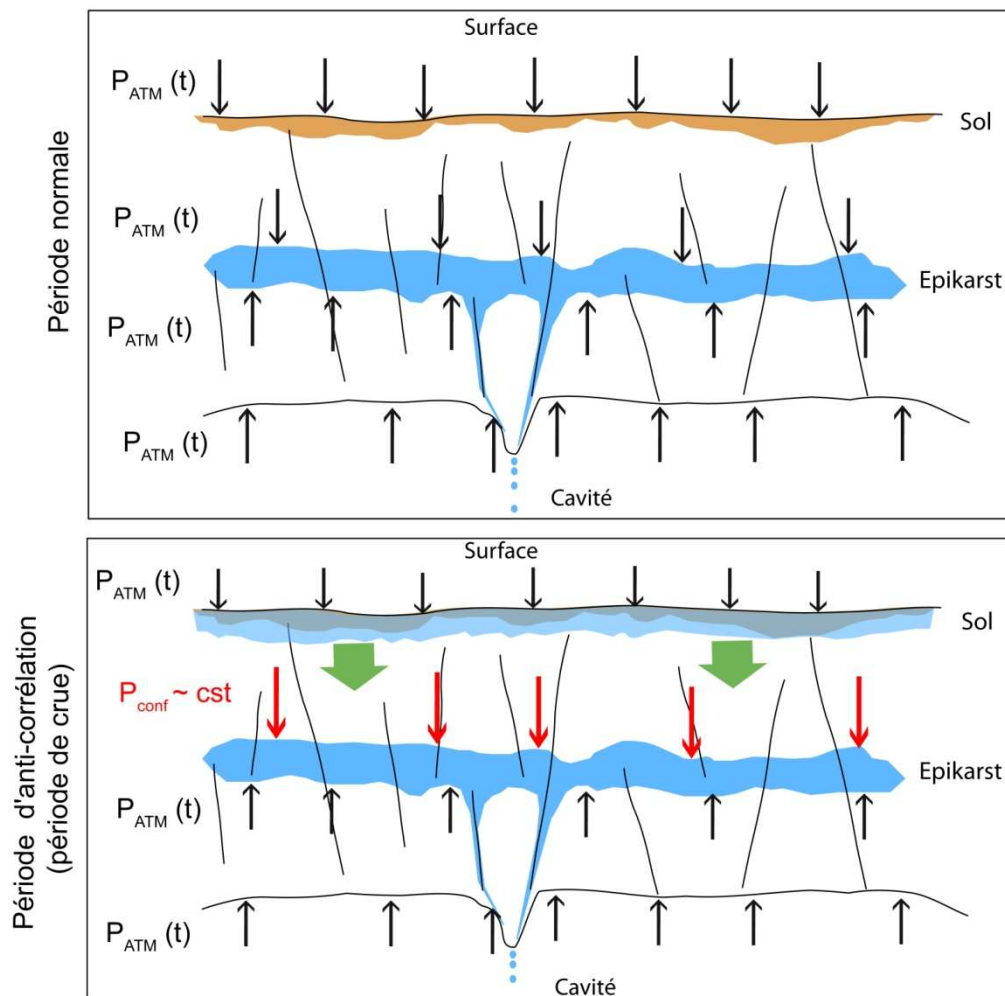 Période normale
Surface
P_ATM (t)
Sol
P_ATM (t)
Epikarst
P_ATM (t)
P_ATM (t)
Cavité
Période d'anti-corrélation
(période de crue)
Surface
P_ATM (t)
Sol
P_conf ~ cst
Epikarst
P_ATM (t)
P_ATM (t)
Cavité